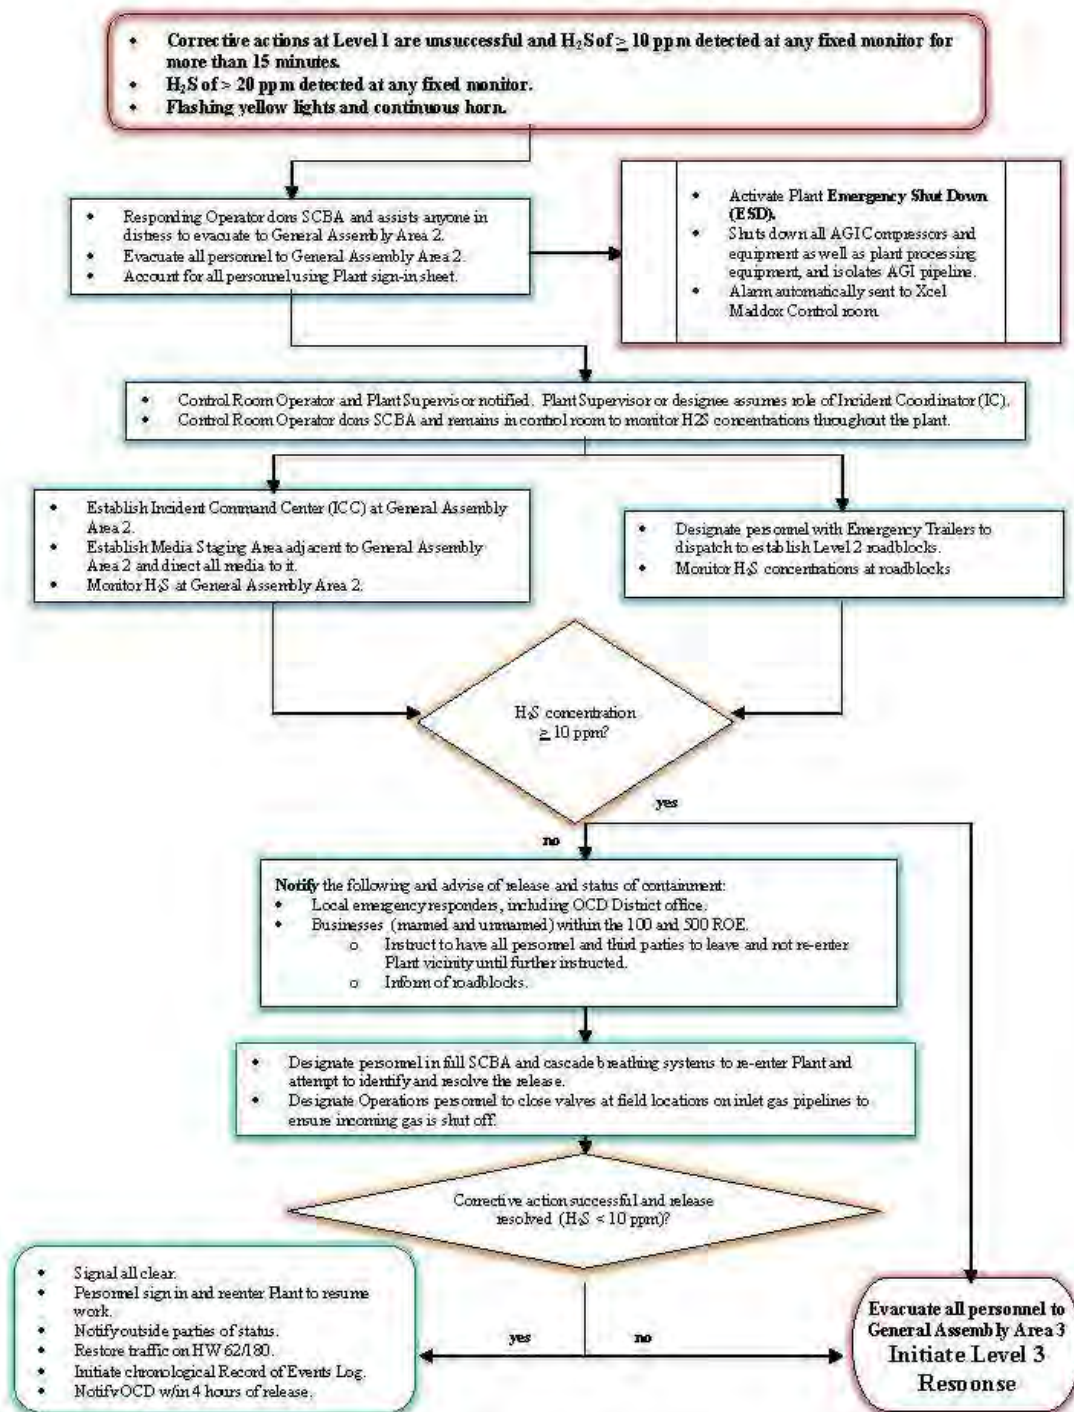 • Corrective actions at Level 1 are unsuccessful and H₂S of ≥ 10 ppm detected at any fixed monitor for
more than 15 minutes.
• H₂S of > 20 ppm detected at any fixed monitor.
• Flashing yellow lights and continuous horn.
• Responding Operator dons SCBA and assists anyone in
distress to evacuate to General Assembly Area 2.
• Evacuate all personnel to General Assembly Area 2.
• Account for all personnel using Plant sign-in sheet.
• Activate Plant Emergency Shut Down
(ESD).
• Shuts down all AGI Compressors and
equipment as well as plant processing
equipment, and isolates AGI pipeline.
• Alarm automatically sent to Xcel
Maddox Control room
• Control Room Operator and Plant Supervisor notified. Plant Supervisor or designee assumes role of Incident Coordinator (IC).
• Control Room Operator dons SCBA and remains in control room to monitor H2S concentrations throughout the plant.
• Establish Incident Command Center (ICC) at General Assembly
Area 2.
• Establish Media Staging Area adjacent to General Assembly
Area 2 and direct all media to it.
• Monitor H₂S at General Assembly Area 2.
• Designate personnel with Emergency Trailers to
dispatch to establish Level 2 roadblocks.
• Monitor H₂S concentrations at roadblocks
H₂S concentration
≥ 10 ppm?
yes
no
Notify the following and advise of release and status of containment:
• Local emergency responders, including OCD District office.
• Businesses (manned and unmanned) within the 100 and 500 ROE.
o Instruct to have all personnel and third parties to leave and not re-enter
Plant vicinity until further instructed.
o Inform of roadblocks.
• Designate personnel in full SCBA and cascade breathing systems to re-enter Plant and
attempt to identify and resolve the release.
• Designate Operations personnel to close valves at field locations on inlet gas pipelines to
ensure incoming gas is shut off.
Corrective action successful and release
resolved (H₂S < 10 ppm)?
• Signal all clear.
• Personnel sign in and reenter Plant to resume
work.
• Notify outside parties of status.
• Restore traffic on HW 62/180.
• Initiate chronological Record of Events Log.
• Notify OCD w/in 4 hours of release.
yes
no
Evacuate all personnel to
General Assembly Area 3
Initiate Level 3
Response